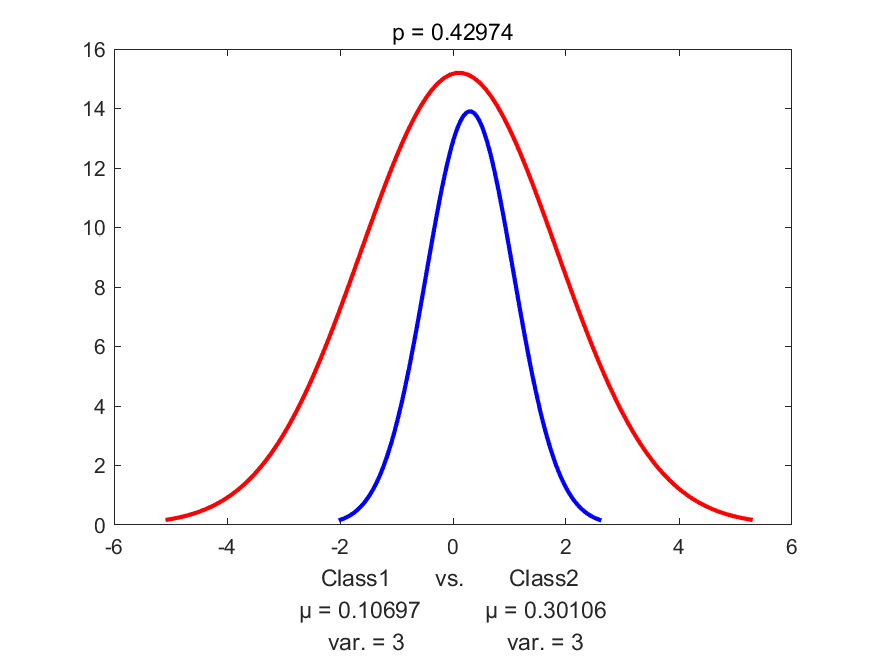 p = 0.42974
16
14
12
10
8
6
4
2
0
-6 -4 -2 0 2 4 6
Class1 vs. Class2
μ = 0.10697 μ = 0.30106
var. = 3 var. = 3